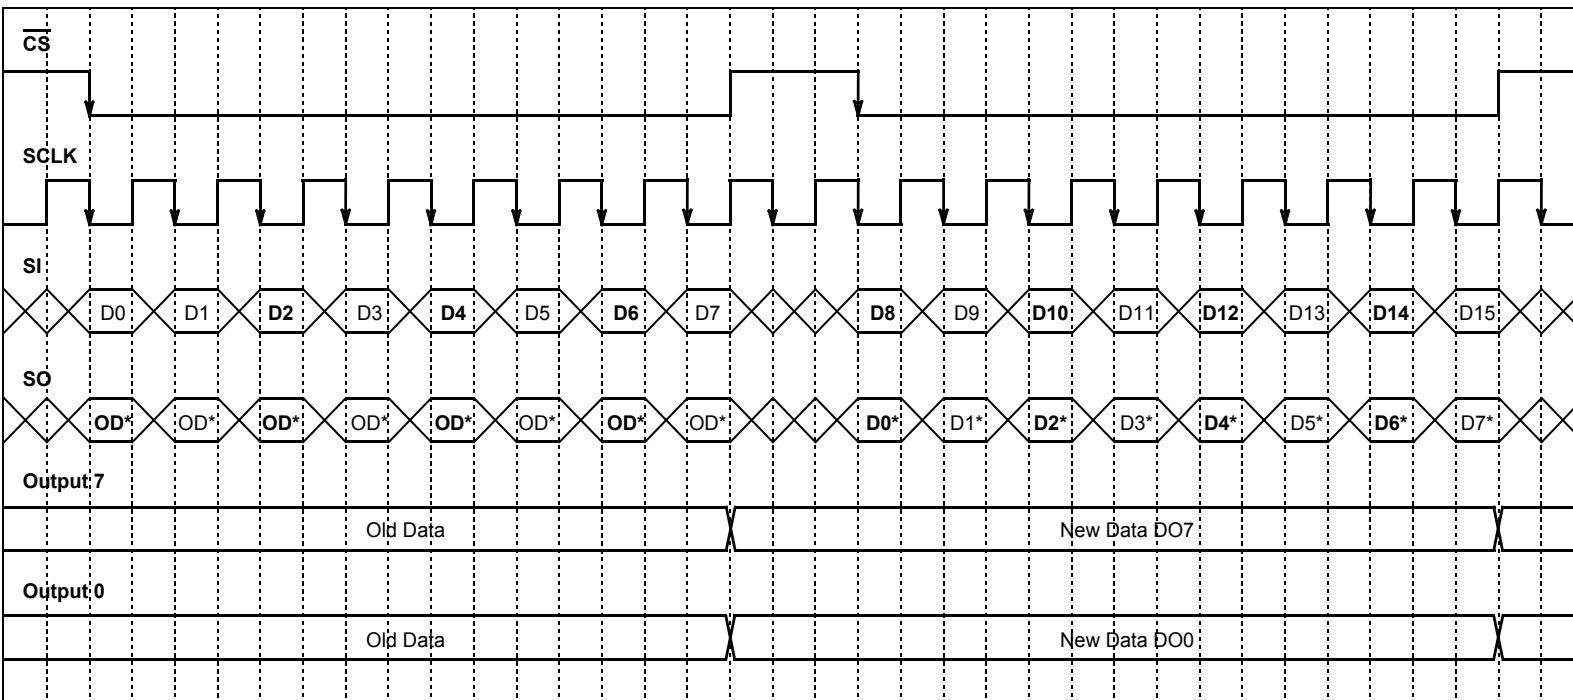 CS
SCLK
SI
D0 D1 D2 D3 D4 D5 D6 D7 D8 D9 D10 D11 D12 D13 D14 D15
SO
OD* OD* OD* OD* OD* OD* OD* OD* D0* D1* D2* D3* D4* D5* D6* D7*
Output 7
Old Data New Data DO7
Output 0
Old Data New Data DO0